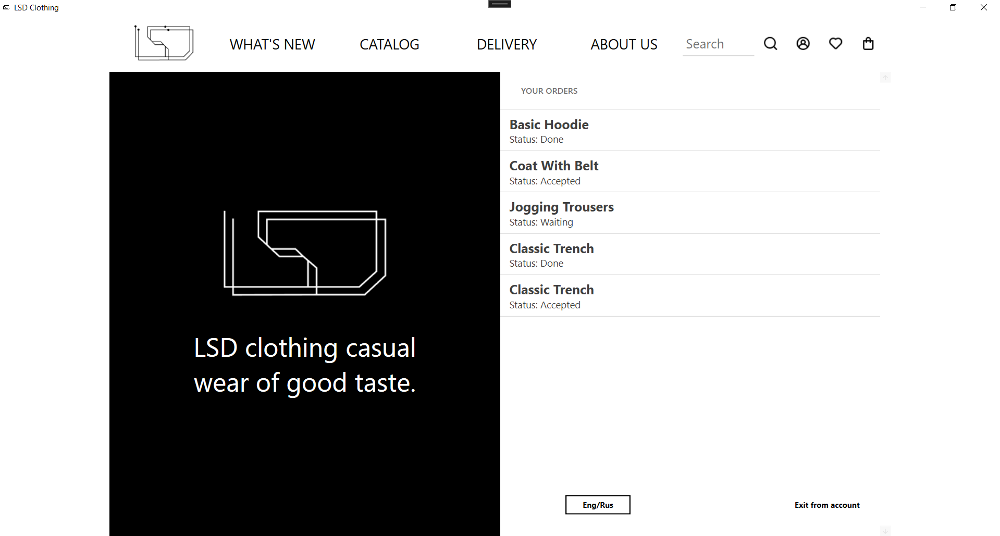 LSD Clothing
WHAT'S NEW
CATALOG
DELIVERY
ABOUT US
Search
YOUR ORDERS
Basic Hoodie
Status: Done
Coat With Belt
Status: Accepted
Jogging Trousers
Status: Waiting
Classic Trench
Status: Done
Classic Trench
Status: Accepted
LSD clothing casual
wear of good taste.
Eng/Rus
Exit from account